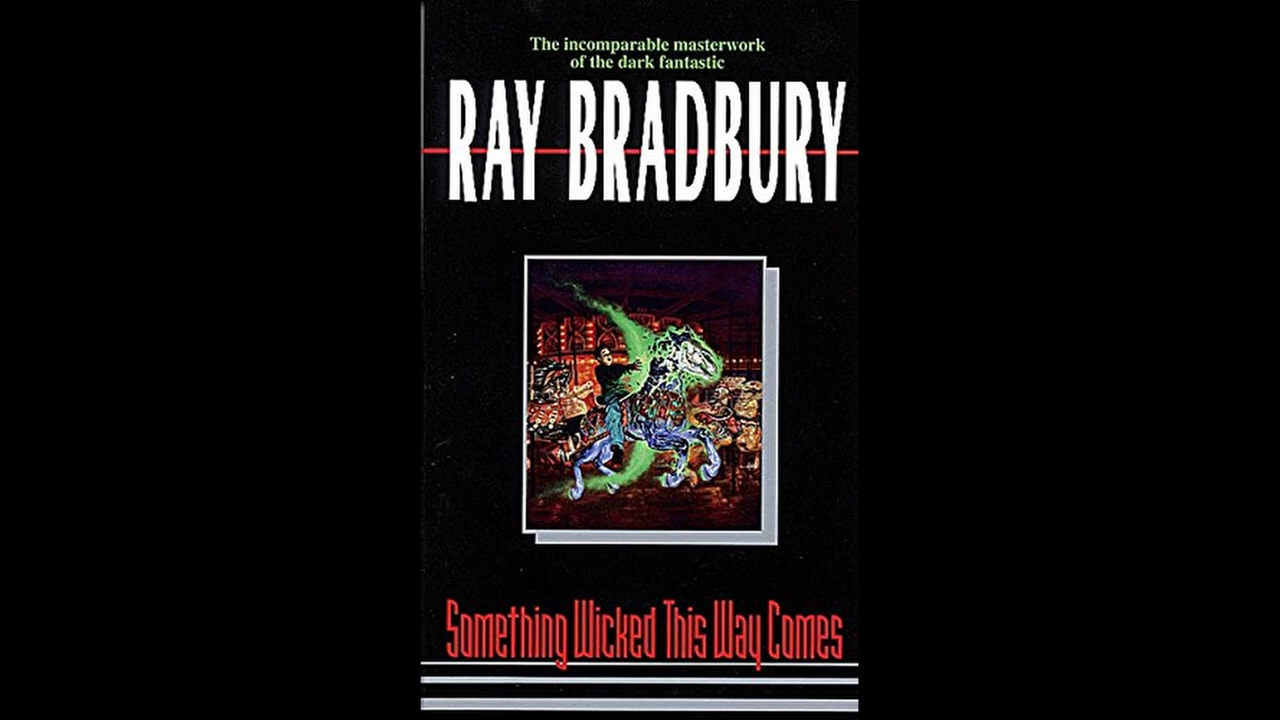 The incomparable masterwork
of the dark fantastic
RAY BRADBURY
Something Wicked This Way Comes